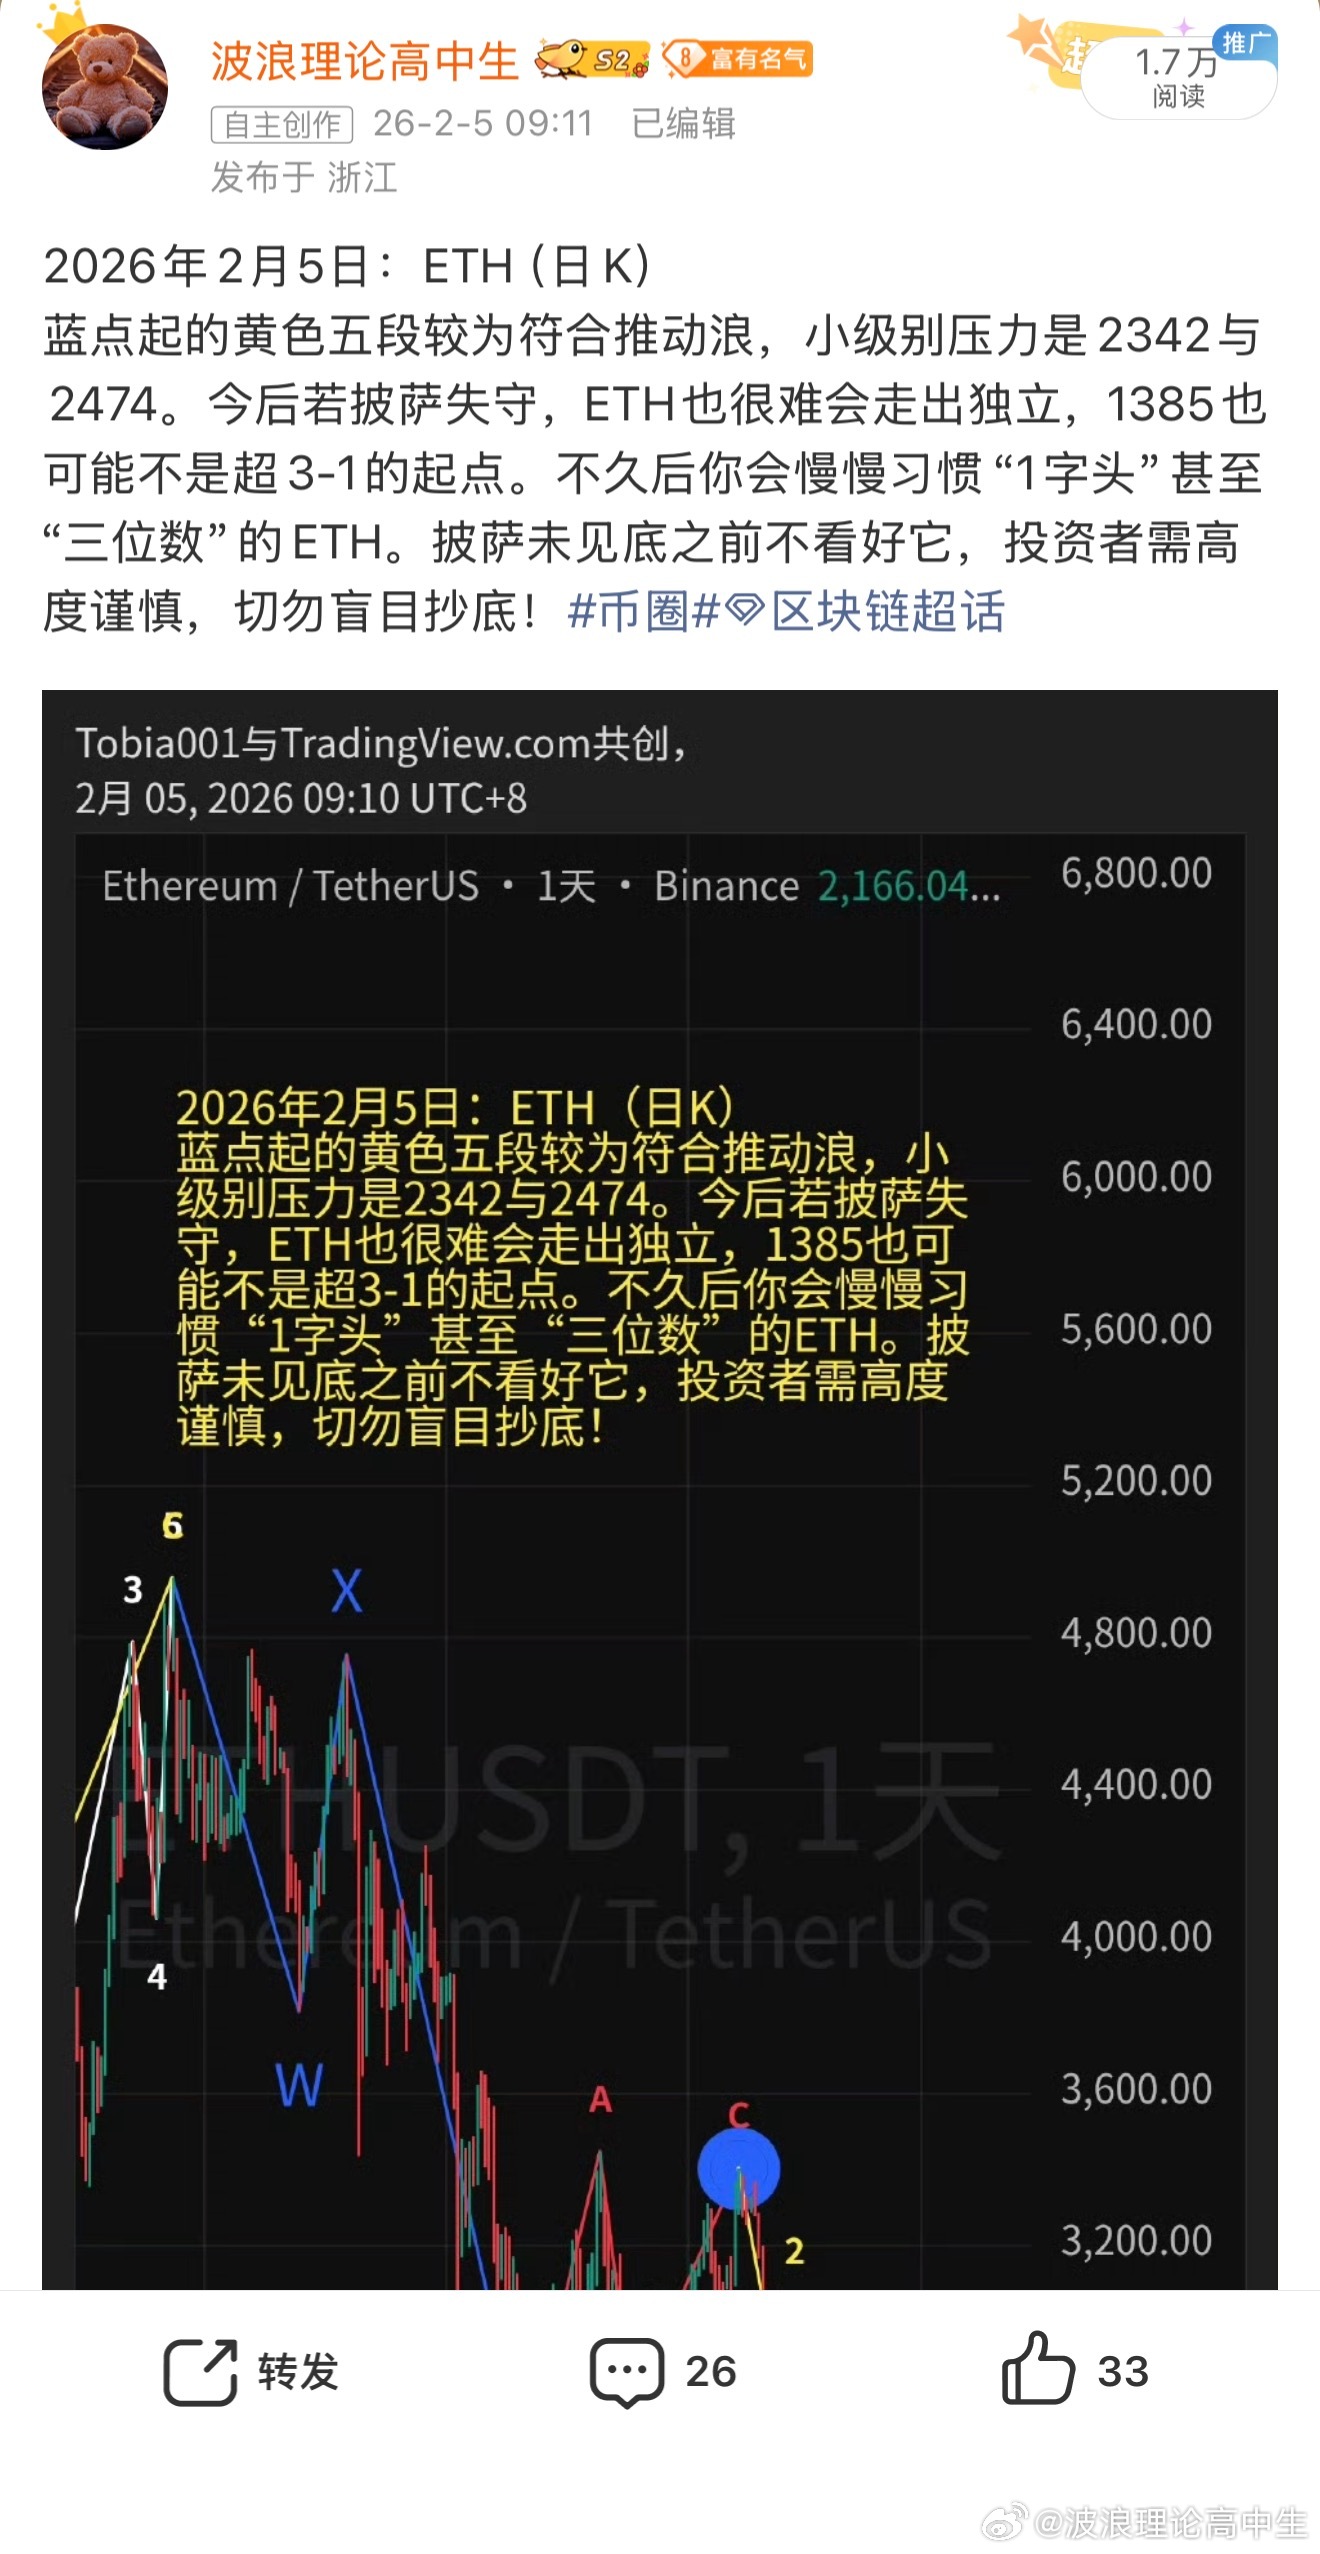 波浪理论高中生 S2 8 富有名气
超
推广
1.7万
阅读
自主创作 26-2-5 09:11 已编辑
发布于 浙江
2026年2月5日：ETH（日K）
蓝点起的黄色五段较为符合推动浪，小级别压力是2342与
2474。今后若披萨失守，ETH也很难会走出独立，1385也
可能不是超3-1的起点。不久后你会慢慢习惯“1字头”甚至
“三位数”的ETH。披萨未见底之前不看好它，投资者需高
度谨慎，切勿盲目抄底！#币圈#区块链超话
Tobia001与TradingView.com共创，
2月 05, 2026 09:10 UTC+8
Ethereum / TetherUS · 1天 · Binance 2,166.04...
6,800.00
6,400.00
2026年2月5日：ETH（日K）
蓝点起的黄色五段较为符合推动浪，小
级别压力是2342与2474。今后若披萨失
守，ETH也很难会走出独立，1385也可
能不是超3-1的起点。不久后你会慢慢习
惯“1字头”甚至“三位数”的ETH。披
萨未见底之前不看好它，投资者需高度
谨慎，切勿盲目抄底！
6,000.00
5,600.00
5,200.00
3
X
4,800.00
ETHUSDT, 1天
4,400.00
Ethereum / TetherUS
4,000.00
4
W
3,600.00
A
C
2
3,200.00
转发
26
33
@波浪理论高中生